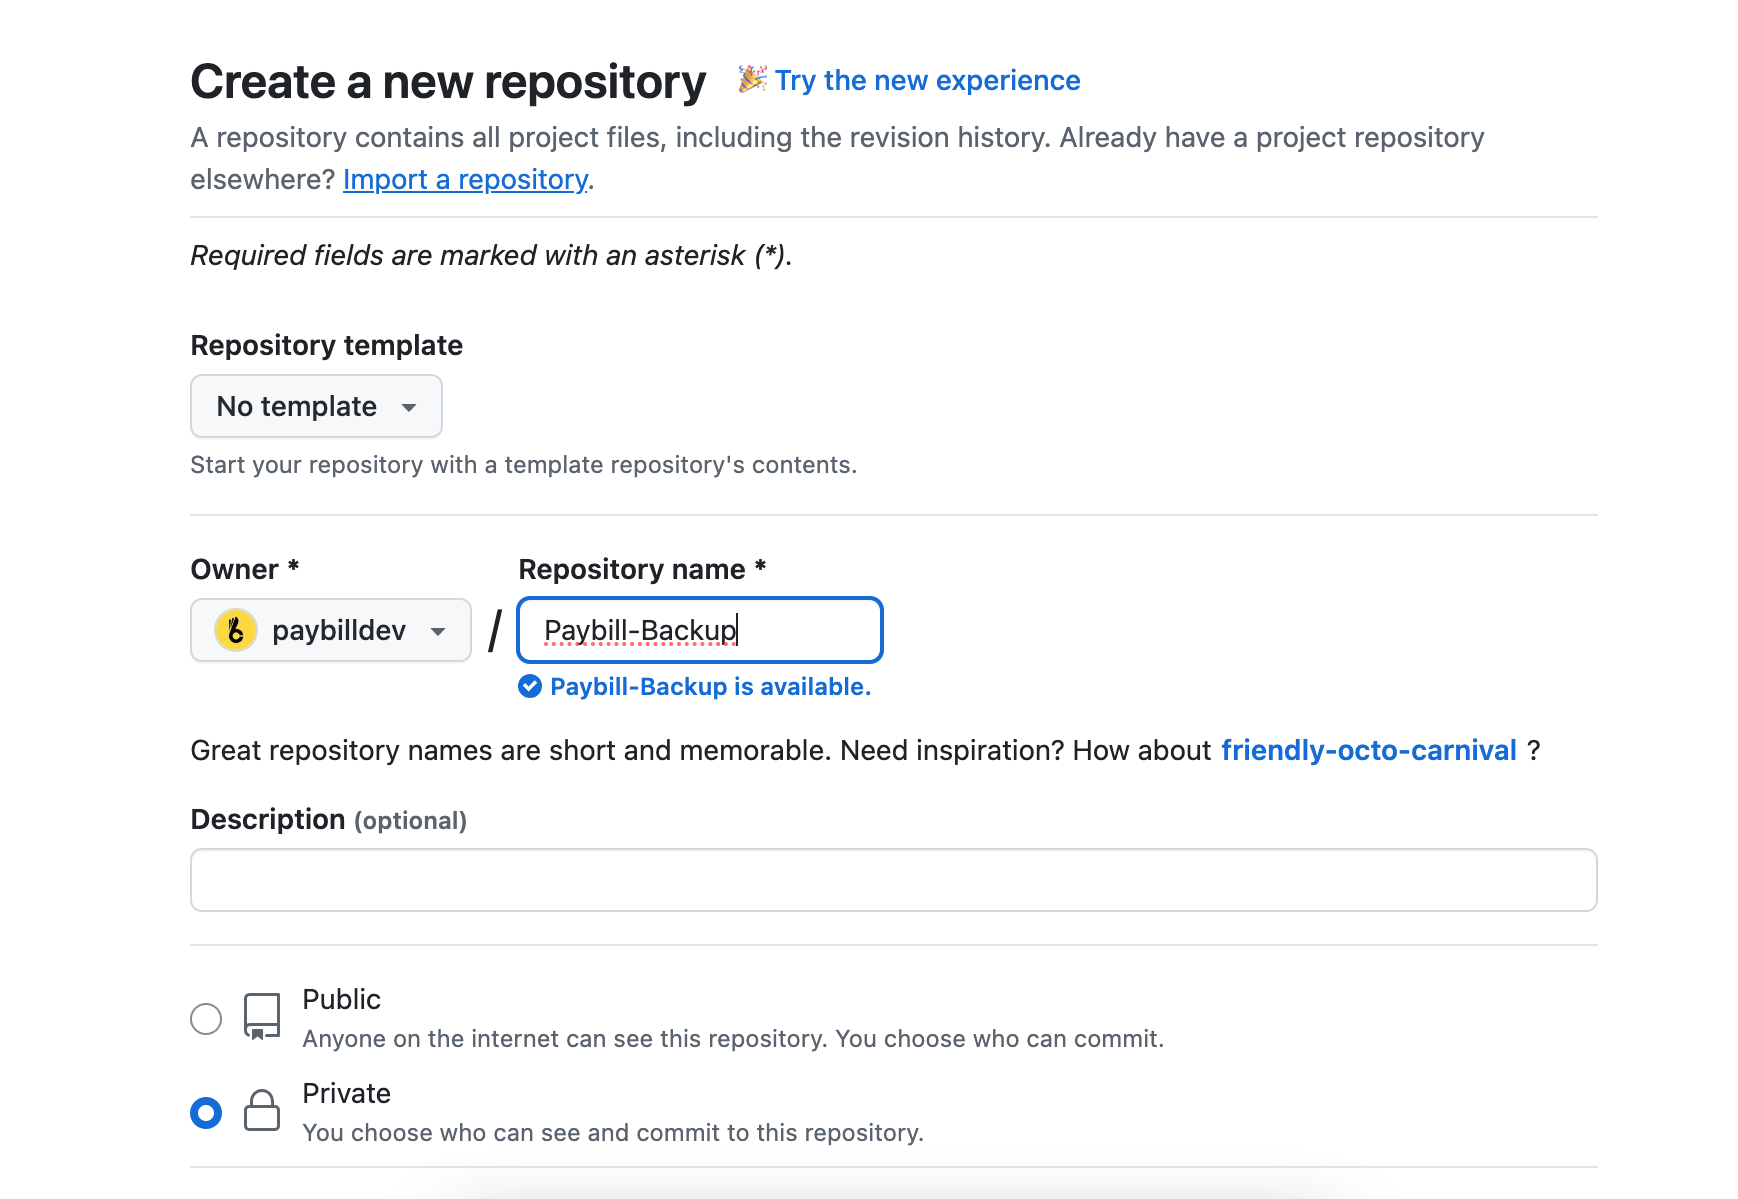 Create a new repository 🎉 Try the new experience
A repository contains all project files, including the revision history. Already have a project repository
elsewhere? Import a repository.
Required fields are marked with an asterisk (*).
Repository template
No template
Start your repository with a template repository's contents.
Owner * Repository name *
paybilldev / Paybill-Backup
Paybill-Backup is available.
Great repository names are short and memorable. Need inspiration? How about friendly-octo-carnival ?
Description (optional)
Public
Anyone on the internet can see this repository. You choose who can commit.
Private
You choose who can see and commit to this repository.